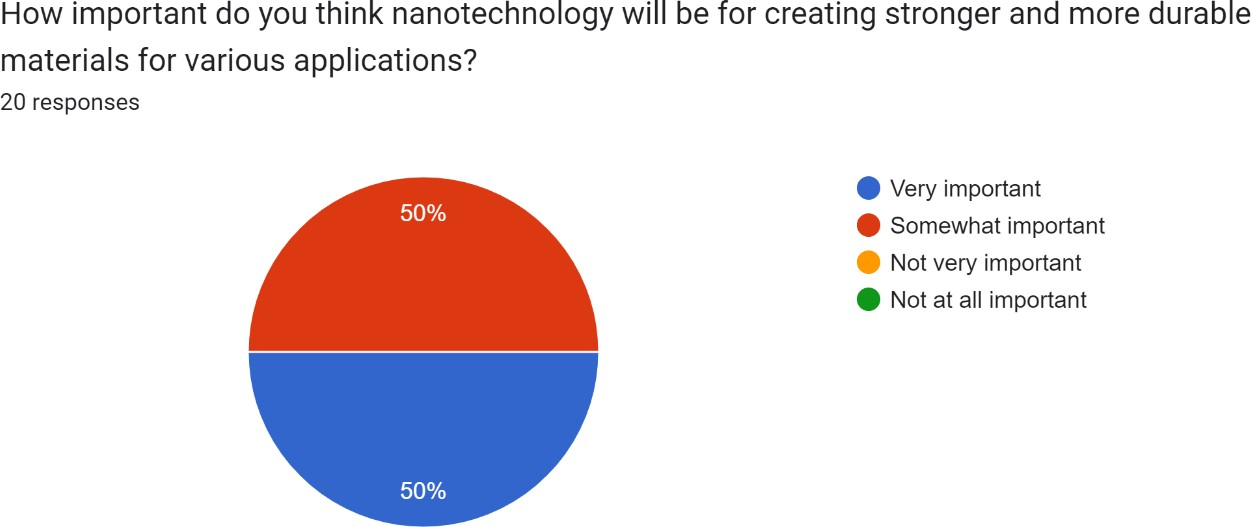 How important do you think nanotechnology will be for creating stronger and more durable
materials for various applications?
20 responses
50%
50%
Very important
Somewhat important
Not very important
Not at all important